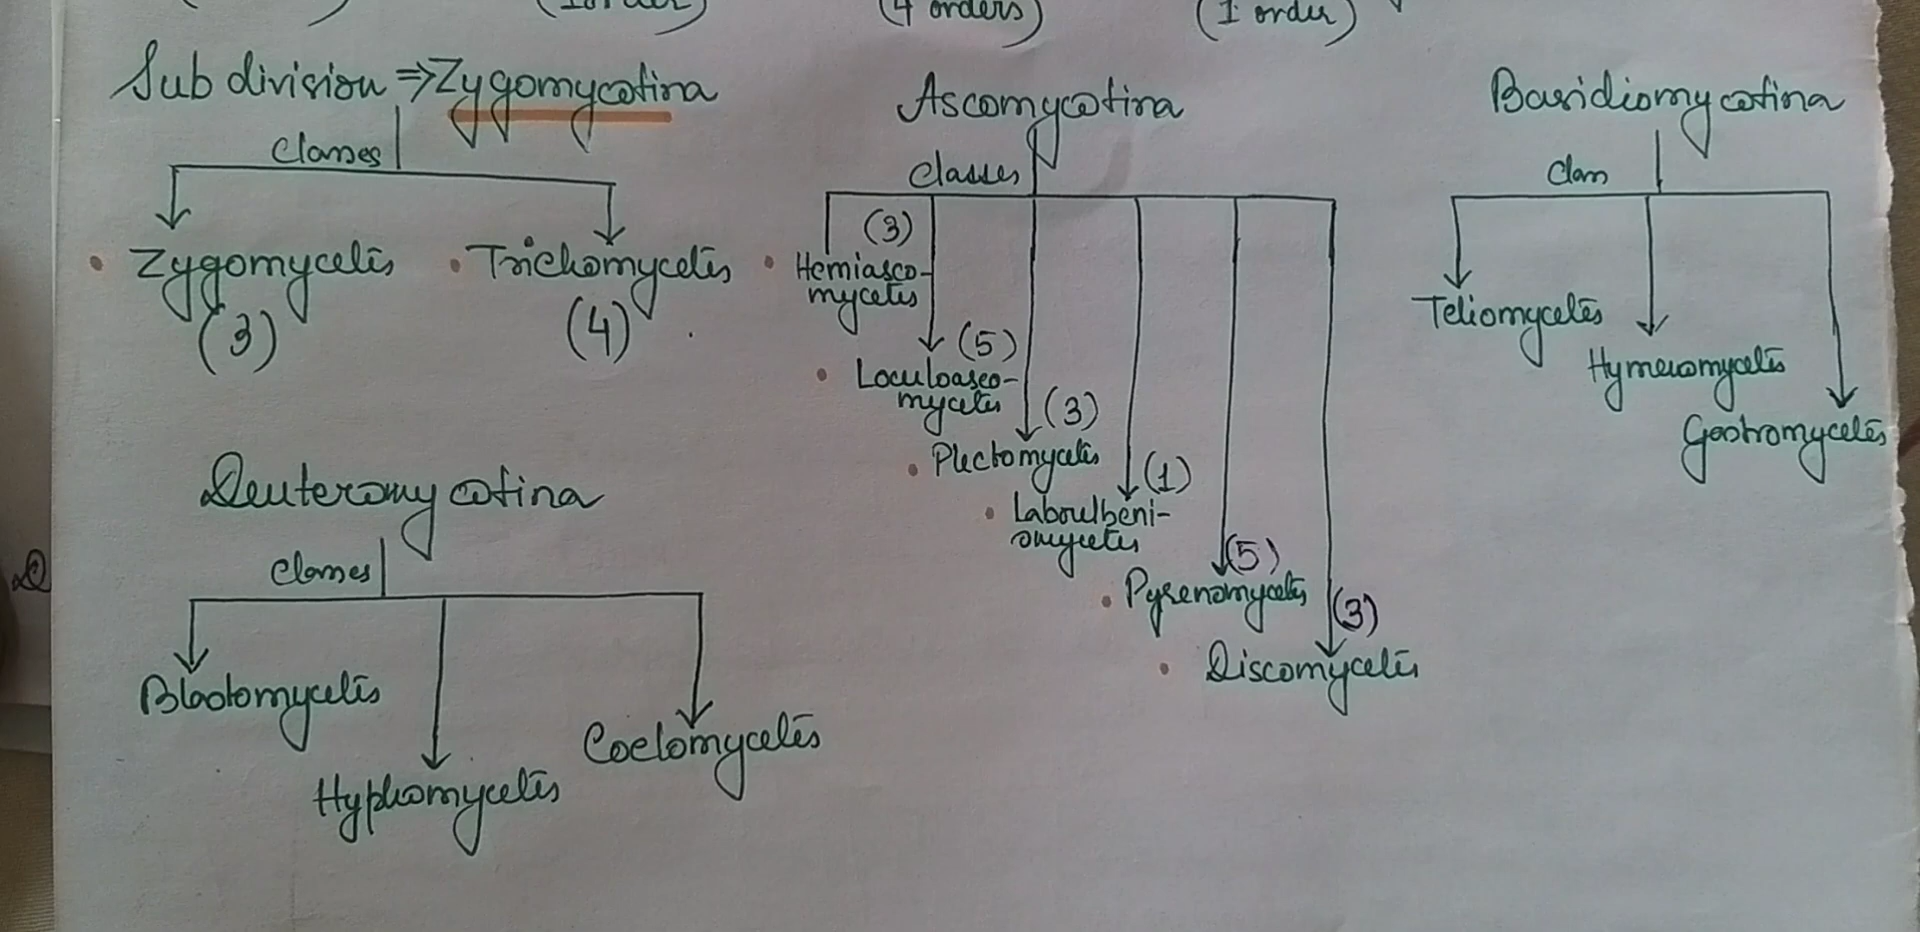 (4 orders)
(1 order)
Sub division ⇒ Zygomycotina
Classes
Zygomycetes
(3)
Trichomycetes
(4)
Ascomycotina
Classes
(3)
Hemiasco-
mycetes
(5)
Loculoasco-
mycetes
(3)
Plectomycetes
(1)
Laboulbeni-
omycetes
(5)
Pyrenomycetes
(3)
Discomycetes
Basidiomycotina
Class
Teliomycetes
Hymenomycetes
Gastromycetes
Deuteromycotina
Classes
Blastomycetes
Hyphomycetes
Coelomycetes